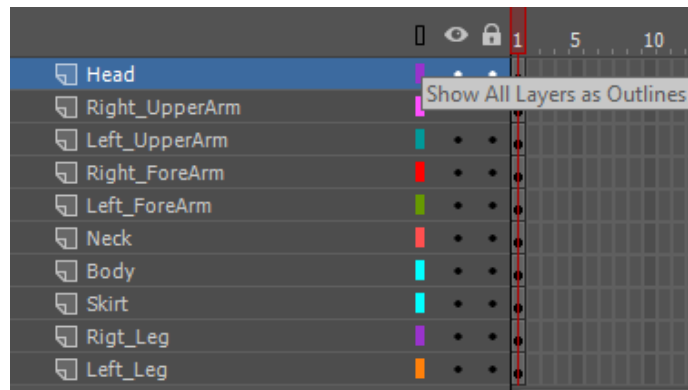 1 5 10
Head
Show All Layers as Outlines
Right_UpperArm
Left_UpperArm
Right_ForeArm
Left_ForeArm
Neck
Body
Skirt
Rigt_Leg
Left_Leg